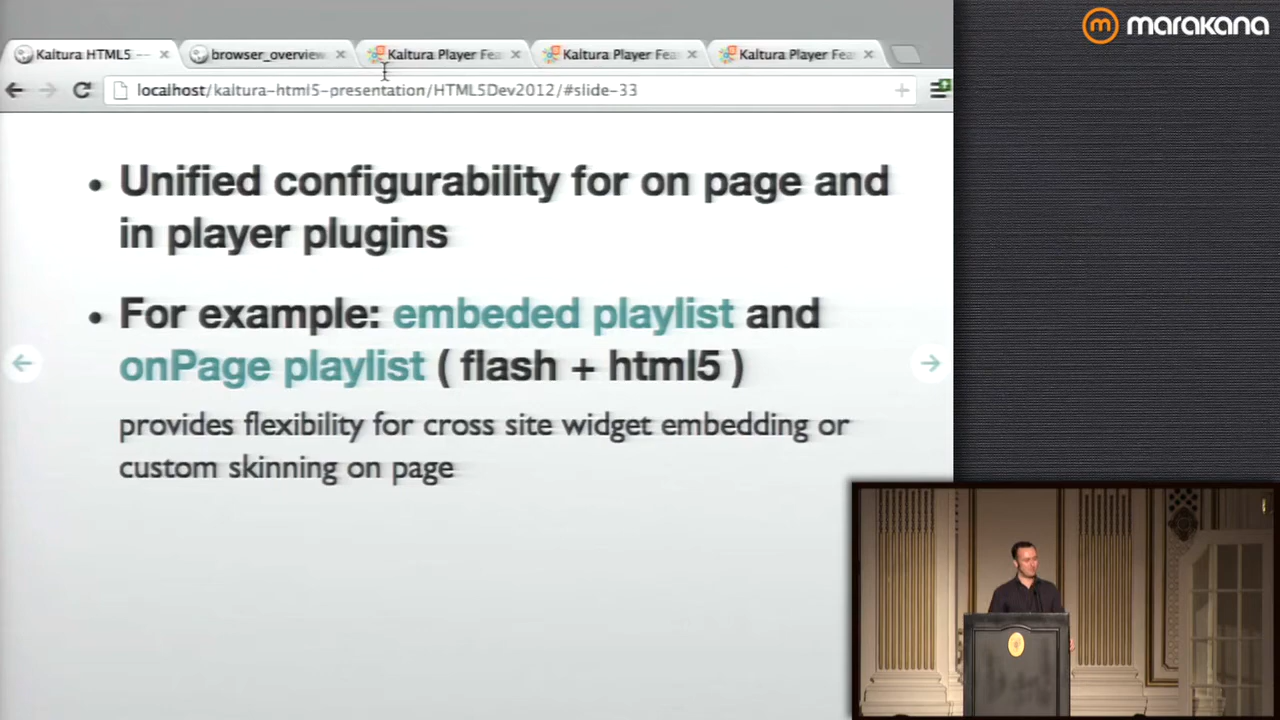 marakana
Kaltura HTML5 --
browser_overview
Kaltura Player Fea
Kaltura Player Fea
Kaltura Player Fea
localhost/kaltura-html5-presentation/HTML5Dev2012/#slide-33
• Unified configurability for on page and
in player plugins
• For example: embeded playlist and
onPage playlist ( flash + html5 )
provides flexibility for cross site widget embedding or
custom skinning on page